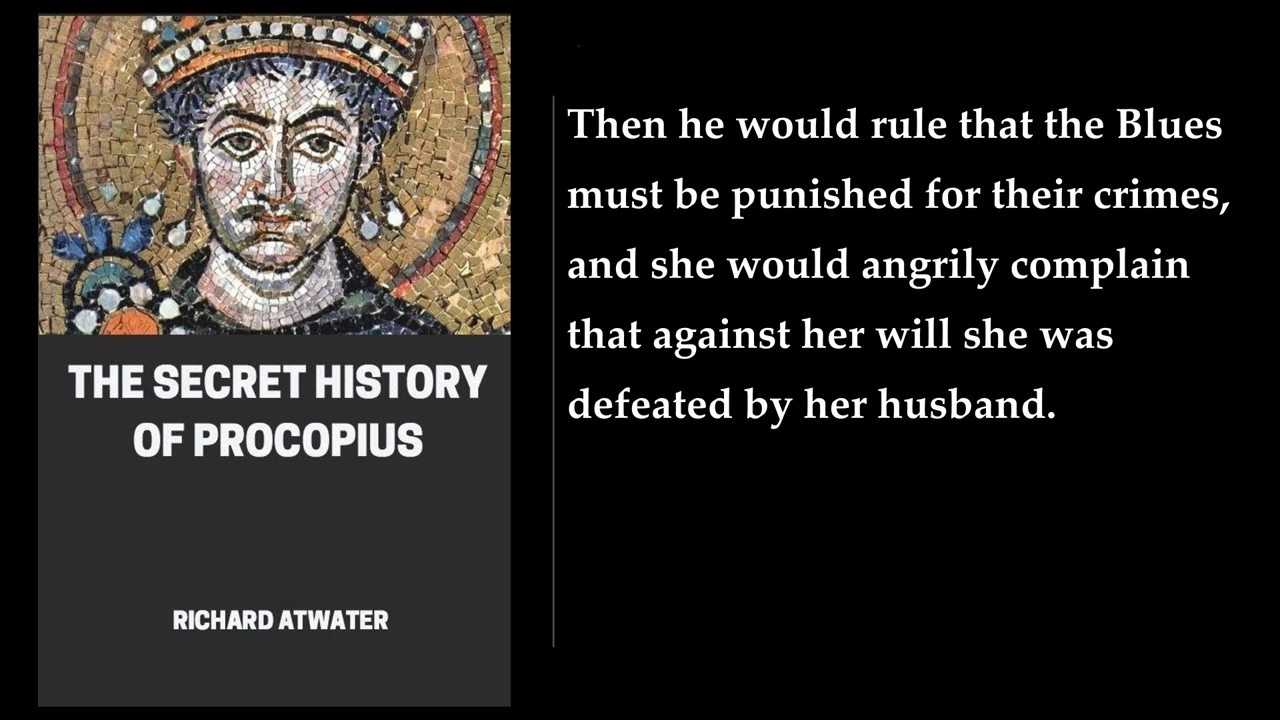 THE SECRET HISTORY
OF PROCOPIUS
RICHARD ATWATER
Then he would rule that the Blues
must be punished for their crimes,
and she would angrily complain
that against her will she was
defeated by her husband.